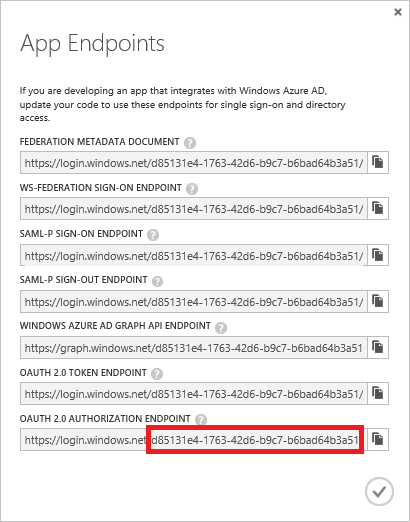 App Endpoints
If you are developing an app that integrates with Windows Azure AD,
update your code to use these endpoints for single sign-on and directory
access.
FEDERATION METADATA DOCUMENT ?
https://login.windows.net/d85131e4-1763-42d6-b9c7-b6bad64b3a51/
WS-FEDERATION SIGN-ON ENDPOINT ?
https://login.windows.net/d85131e4-1763-42d6-b9c7-b6bad64b3a51/
SAML-P SIGN-ON ENDPOINT ?
https://login.windows.net/d85131e4-1763-42d6-b9c7-b6bad64b3a51/
SAML-P SIGN-OUT ENDPOINT ?
https://login.windows.net/d85131e4-1763-42d6-b9c7-b6bad64b3a51/
WINDOWS AZURE AD GRAPH API ENDPOINT ?
https://graph.windows.net/d85131e4-1763-42d6-b9c7-b6bad64b3a51
OAUTH 2.0 TOKEN ENDPOINT ?
https://login.windows.net/d85131e4-1763-42d6-b9c7-b6bad64b3a51/
OAUTH 2.0 AUTHORIZATION ENDPOINT ?
https://login.windows.net/d85131e4-1763-42d6-b9c7-b6bad64b3a51